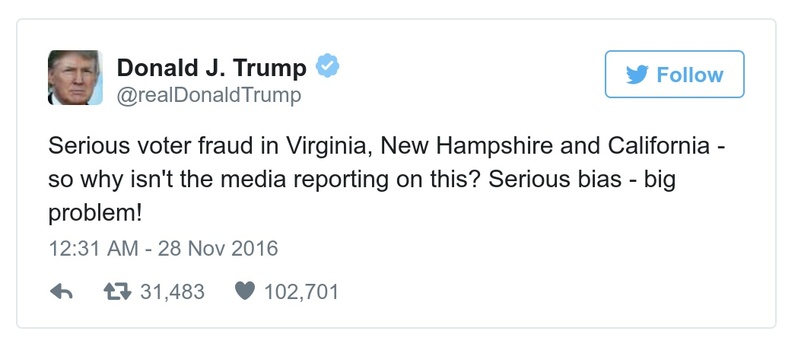 Donald J. Trump
@realDonaldTrump
Follow
Serious voter fraud in Virginia, New Hampshire and California -
so why isn't the media reporting on this? Serious bias - big
problem!
12:31 AM - 28 Nov 2016
31,483 102,701